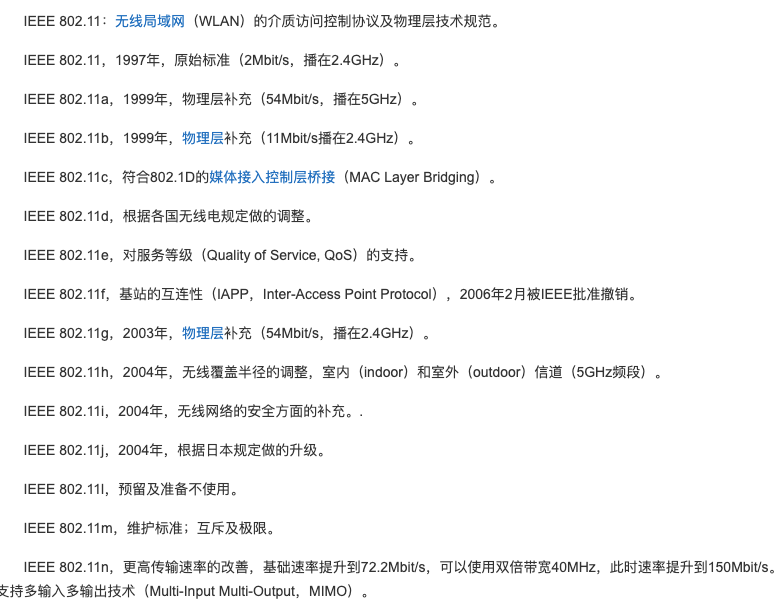 IEEE 802.11：无线局域网（WLAN）的介质访问控制协议及物理层技术规范。
IEEE 802.11，1997年，原始标准（2Mbit/s，播在2.4GHz）。
IEEE 802.11a，1999年，物理层补充（54Mbit/s，播在5GHz）。
IEEE 802.11b，1999年，物理层补充（11Mbit/s播在2.4GHz）。
IEEE 802.11c，符合802.1D的媒体接入控制层桥接（MAC Layer Bridging）。
IEEE 802.11d，根据各国无线电规定做的调整。
IEEE 802.11e，对服务等级（Quality of Service, QoS）的支持。
IEEE 802.11f，基站的互连性（IAPP，Inter-Access Point Protocol），2006年2月被IEEE批准撤销。
IEEE 802.11g，2003年，物理层补充（54Mbit/s，播在2.4GHz）。
IEEE 802.11h，2004年，无线覆盖半径的调整，室内（indoor）和室外（outdoor）信道（5GHz频段）。
IEEE 802.11i，2004年，无线网络的安全方面的补充。.
IEEE 802.11j，2004年，根据日本规定做的升级。
IEEE 802.11l，预留及准备不使用。
IEEE 802.11m，维护标准；互斥及极限。
IEEE 802.11n，更高传输速率的改善，基础速率提升到72.2Mbit/s，可以使用双倍带宽40MHz，此时速率提升到150Mbit/s。
支持多输入多输出技术（Multi-Input Multi-Output，MIMO）。